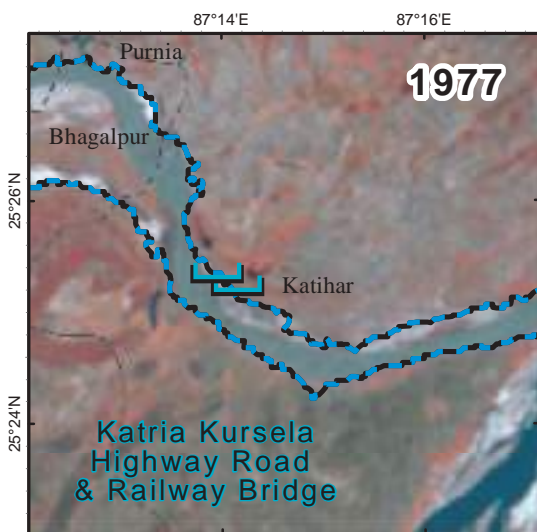 87°14'E 87°16'E
Purnia
1977
Bhagalpur
25°26'N
Katihar
25°24'N
Katria Kursela
Highway Road
& Railway Bridge